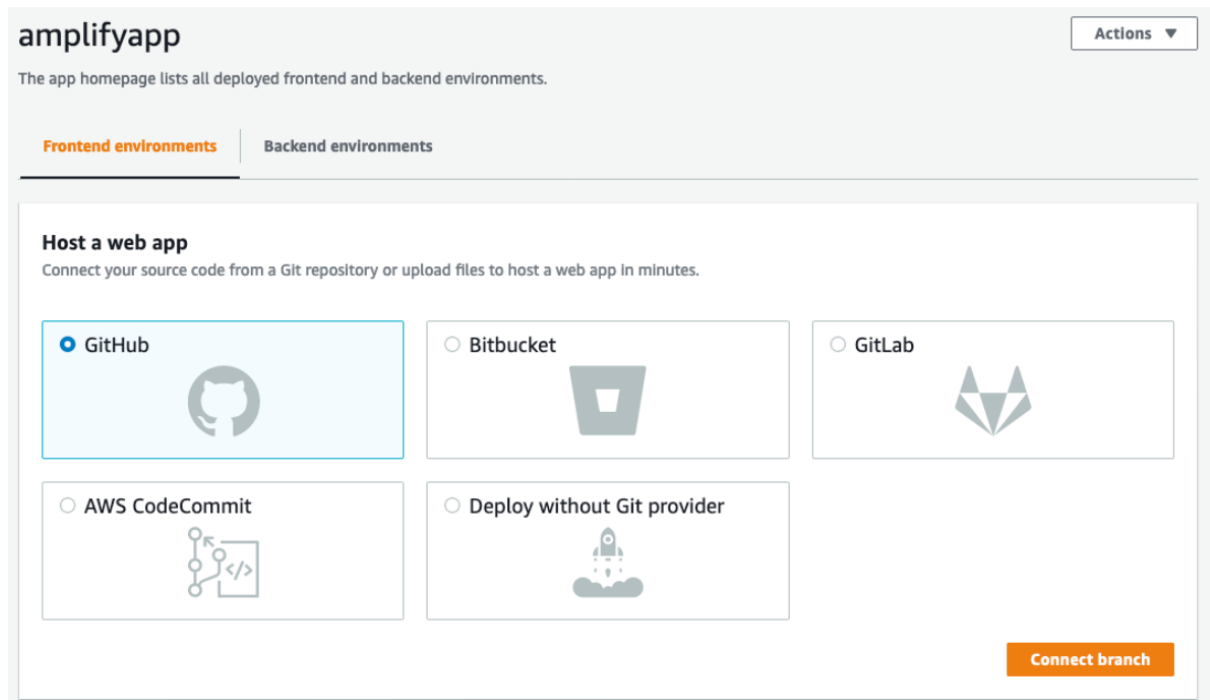 amplifyapp
Actions
The app homepage lists all deployed frontend and backend environments.
Frontend environments
Backend environments
Host a web app
Connect your source code from a Git repository or upload files to host a web app in minutes.
GitHub
Bitbucket
GitLab
AWS CodeCommit
Deploy without Git provider
</>
Connect branch